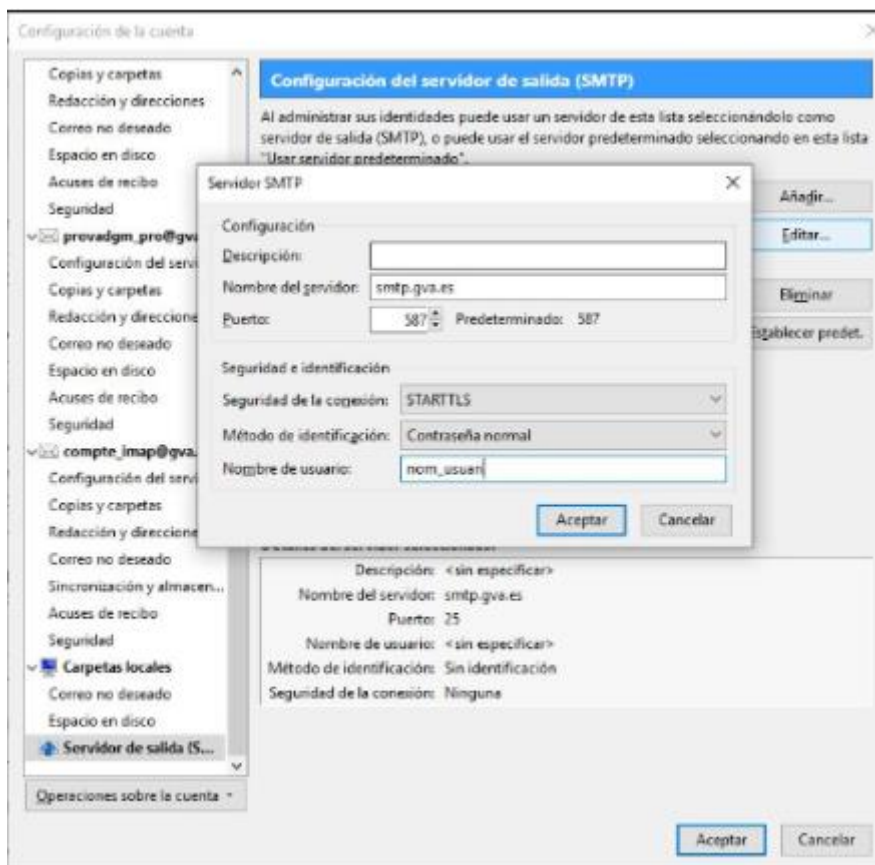 Configuración de la cuenta
Copias y carpetas
Redacción y direcciones
Correo no deseado
Espacio en disco
Acuses de recibo
Seguridad
provadgm_pro@gva
Configuración del servi
Copias y carpetas
Redacción y direccione
Correo no deseado
Espacio en disco
Acuses de recibo
Seguridad
compte_imap@gva.
Configuración del servi
Copias y carpetas
Redacción y direccione
Correo no deseado
Sincronización y almacen...
Acuses de recibo
Seguridad
Carpetas locales
Correo no deseado
Espacio en disco
Servidor de salida (S...
Operaciones sobre la cuenta
Configuración del servidor de salida (SMTP)
Al administrar sus identidades puede usar un servidor de esta lista seleccionándolo como
servidor de salida (SMTP), o puede usar el servidor predeterminado seleccionando en esta lista
"Usar servidor predeterminado".
Añadir...
Editar...
Eliminar
Establecer predet.
Servidor SMTP
Configuración
Descripción:
Nombre del servidor: smtp.gva.es
Puerto: 587 Predeterminado: 587
Seguridad e identificación
Seguridad de la conexión: STARTTLS
Método de identificación: Contraseña normal
Nombre de usuario: nom_usuari
Aceptar Cancelar
Descripción: <sin especificar>
Nombre del servidor: smtp.gva.es
Puerto: 25
Nombre de usuario: <sin especificar>
Método de identificación: Sin identificación
Seguridad de la conexión: Ninguna
Aceptar Cancelar